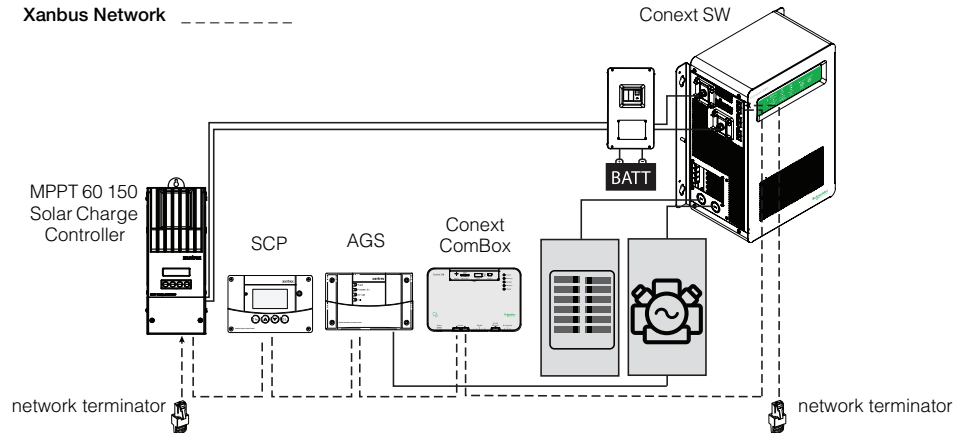 Xanbus Network
Conext SW
BATT
MPPT 60 150
Solar Charge
Controller
SCP
AGS
Conext
ComBox
network terminator
network terminator